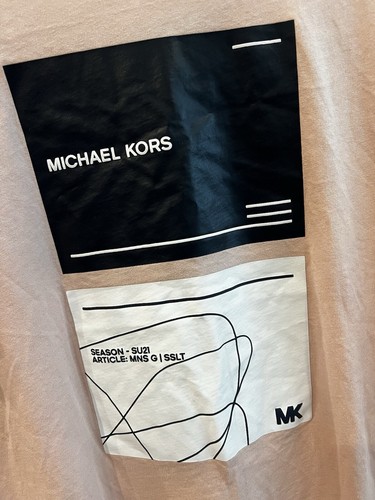 MICHAEL KORS
SEASON - SU21
ARTICLE: MNS G | SSLT
MK